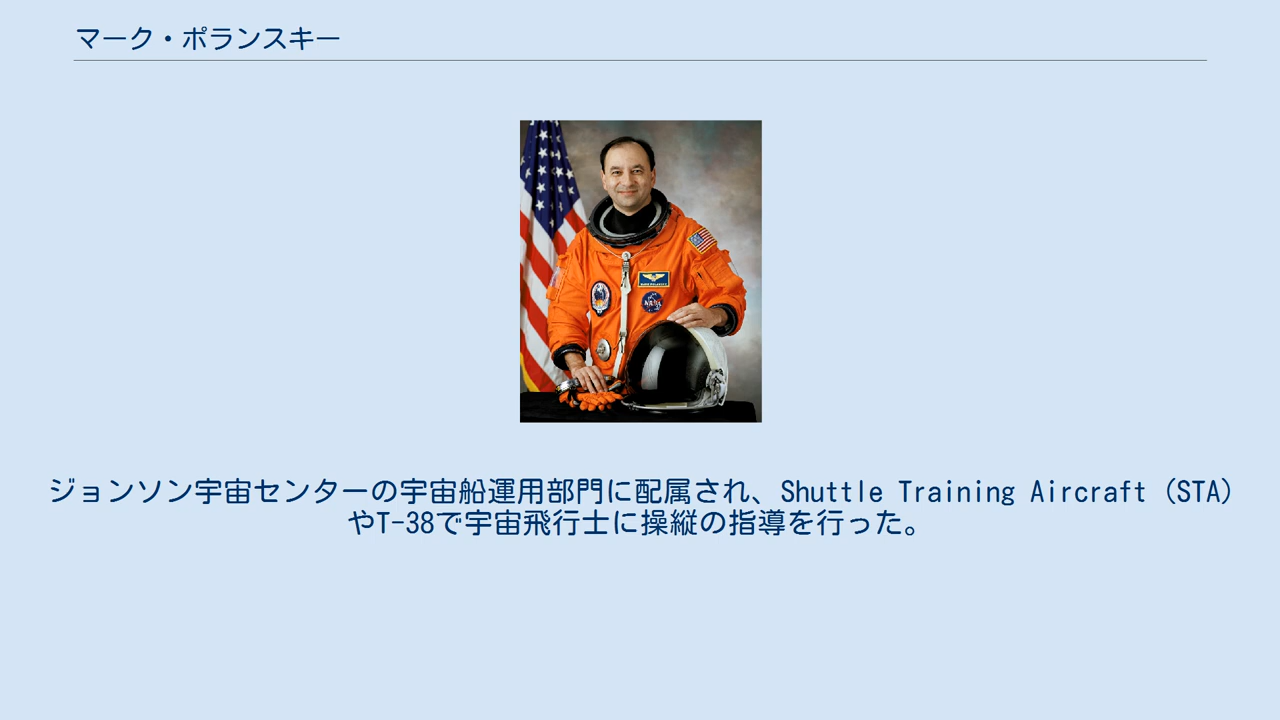 マーク・ポランスキー
NASA
ジョンソン宇宙センターの宇宙船運用部門に配属され、Shuttle Training Aircraft (STA)
やT-38で宇宙飛行士に操縦の指導を行った。